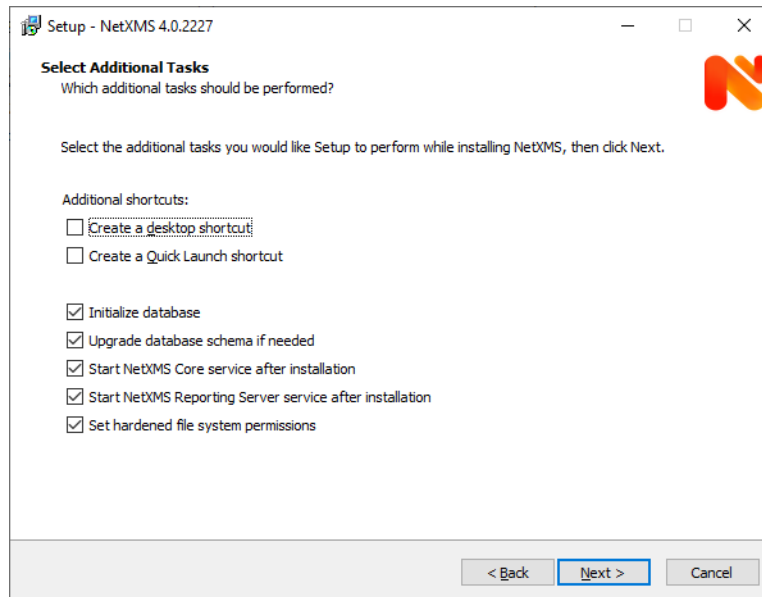 Setup - NetXMS 4.0.2227
Select Additional Tasks
Which additional tasks should be performed?
Select the additional tasks you would like Setup to perform while installing NetXMS, then click Next.
Additional shortcuts:
Create a desktop shortcut
Create a Quick Launch shortcut
Initialize database
Upgrade database schema if needed
Start NetXMS Core service after installation
Start NetXMS Reporting Server service after installation
Set hardened file system permissions
< Back
Next >
Cancel